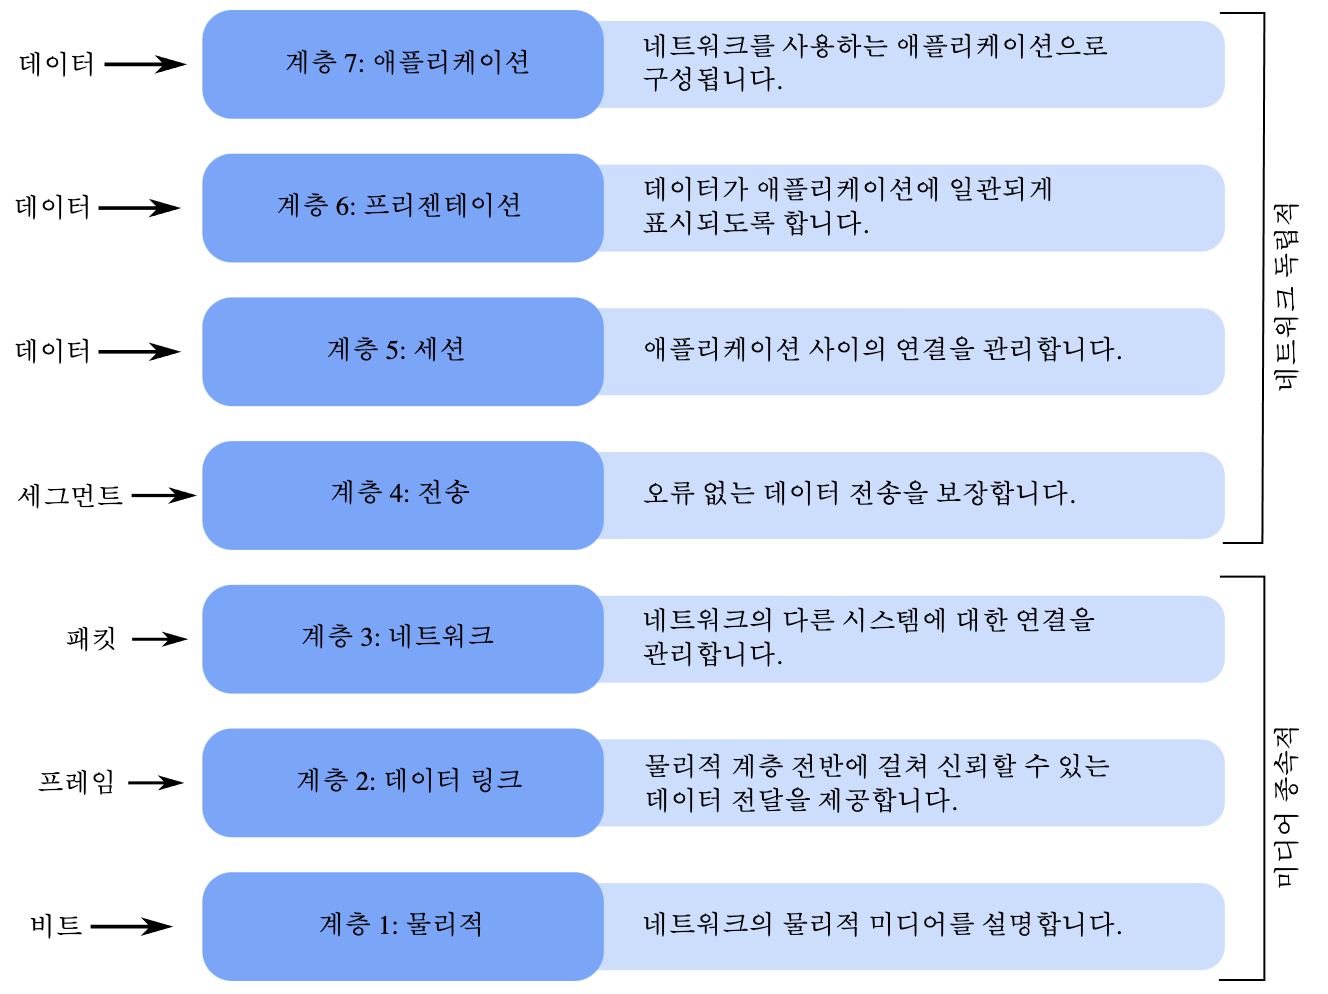 데이터
계층 7: 애플리케이션
네트워크를 사용하는 애플리케이션으로
구성됩니다.
데이터
계층 6: 프리젠테이션
데이터가 애플리케이션에 일관되게
표시되도록 합니다.
데이터
계층 5: 세션
애플리케이션 사이의 연결을 관리합니다.
세그먼트
계층 4: 전송
오류 없는 데이터 전송을 보장합니다.
네트워크 독립적
패킷
계층 3: 네트워크
네트워크의 다른 시스템에 대한 연결을
관리합니다.
프레임
계층 2: 데이터 링크
물리적 계층 전반에 걸쳐 신뢰할 수 있는
데이터 전달을 제공합니다.
비트
계층 1: 물리적
네트워크의 물리적 미디어를 설명합니다.
미디어 종속적